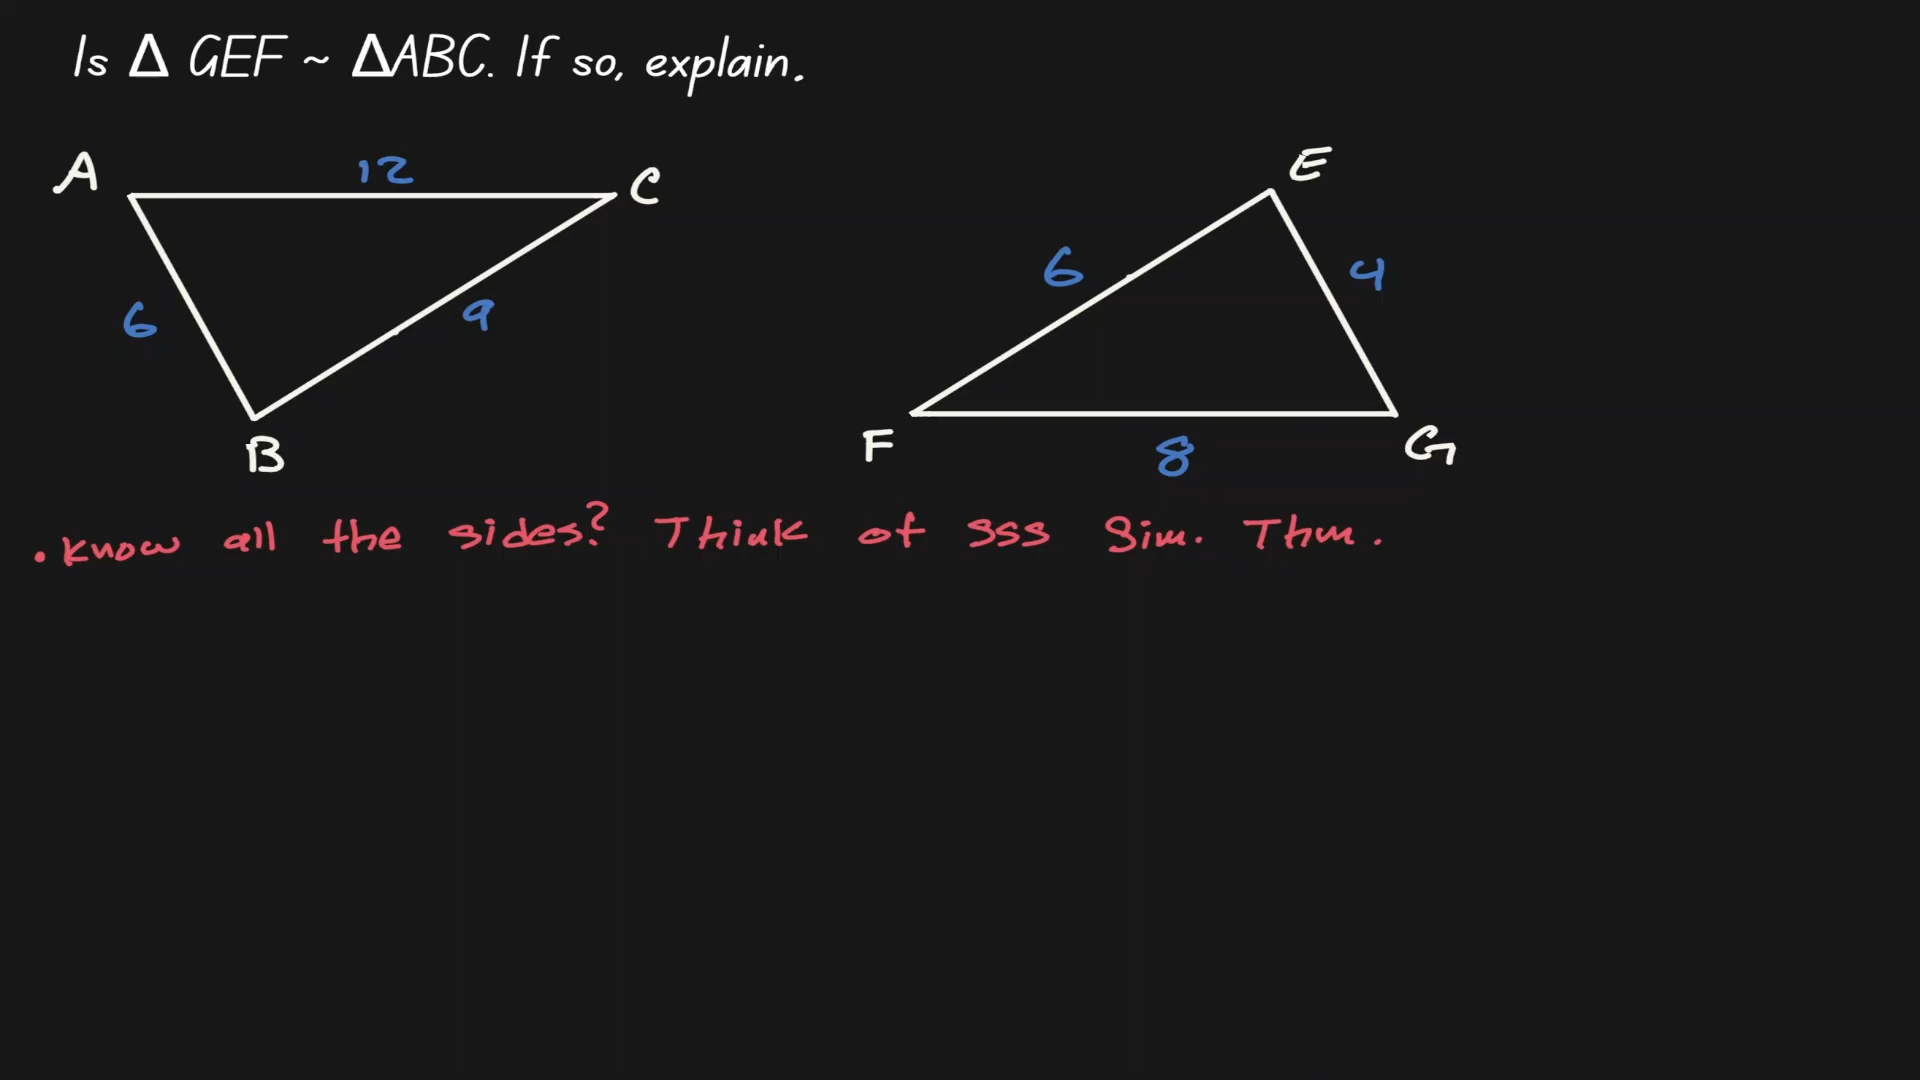 Is Δ GEF ~ ΔABC. If so, explain.
A 12 C
E
6 9
6 4
B
F 8 G
• Know all the sides? Think of SSS Sim. Thm.